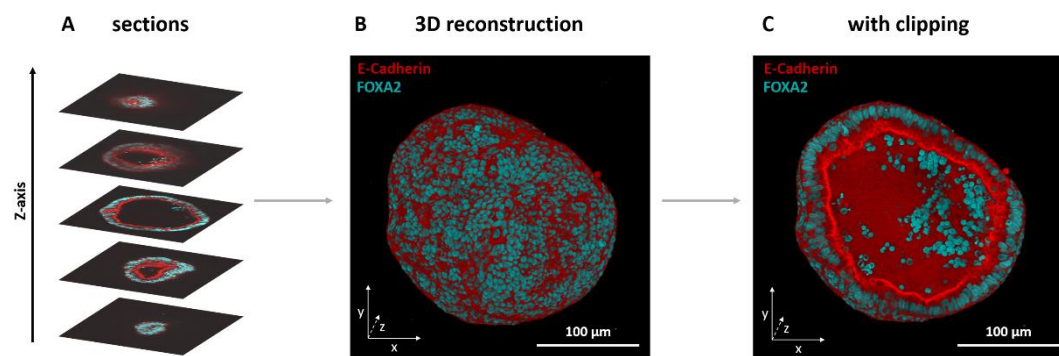 A sections
B 3D reconstruction
C with clipping
Z-axis
E-Cadherin
FOXA2
y
z
x
100 µm
E-Cadherin
FOXA2
y
z
x
100 µm